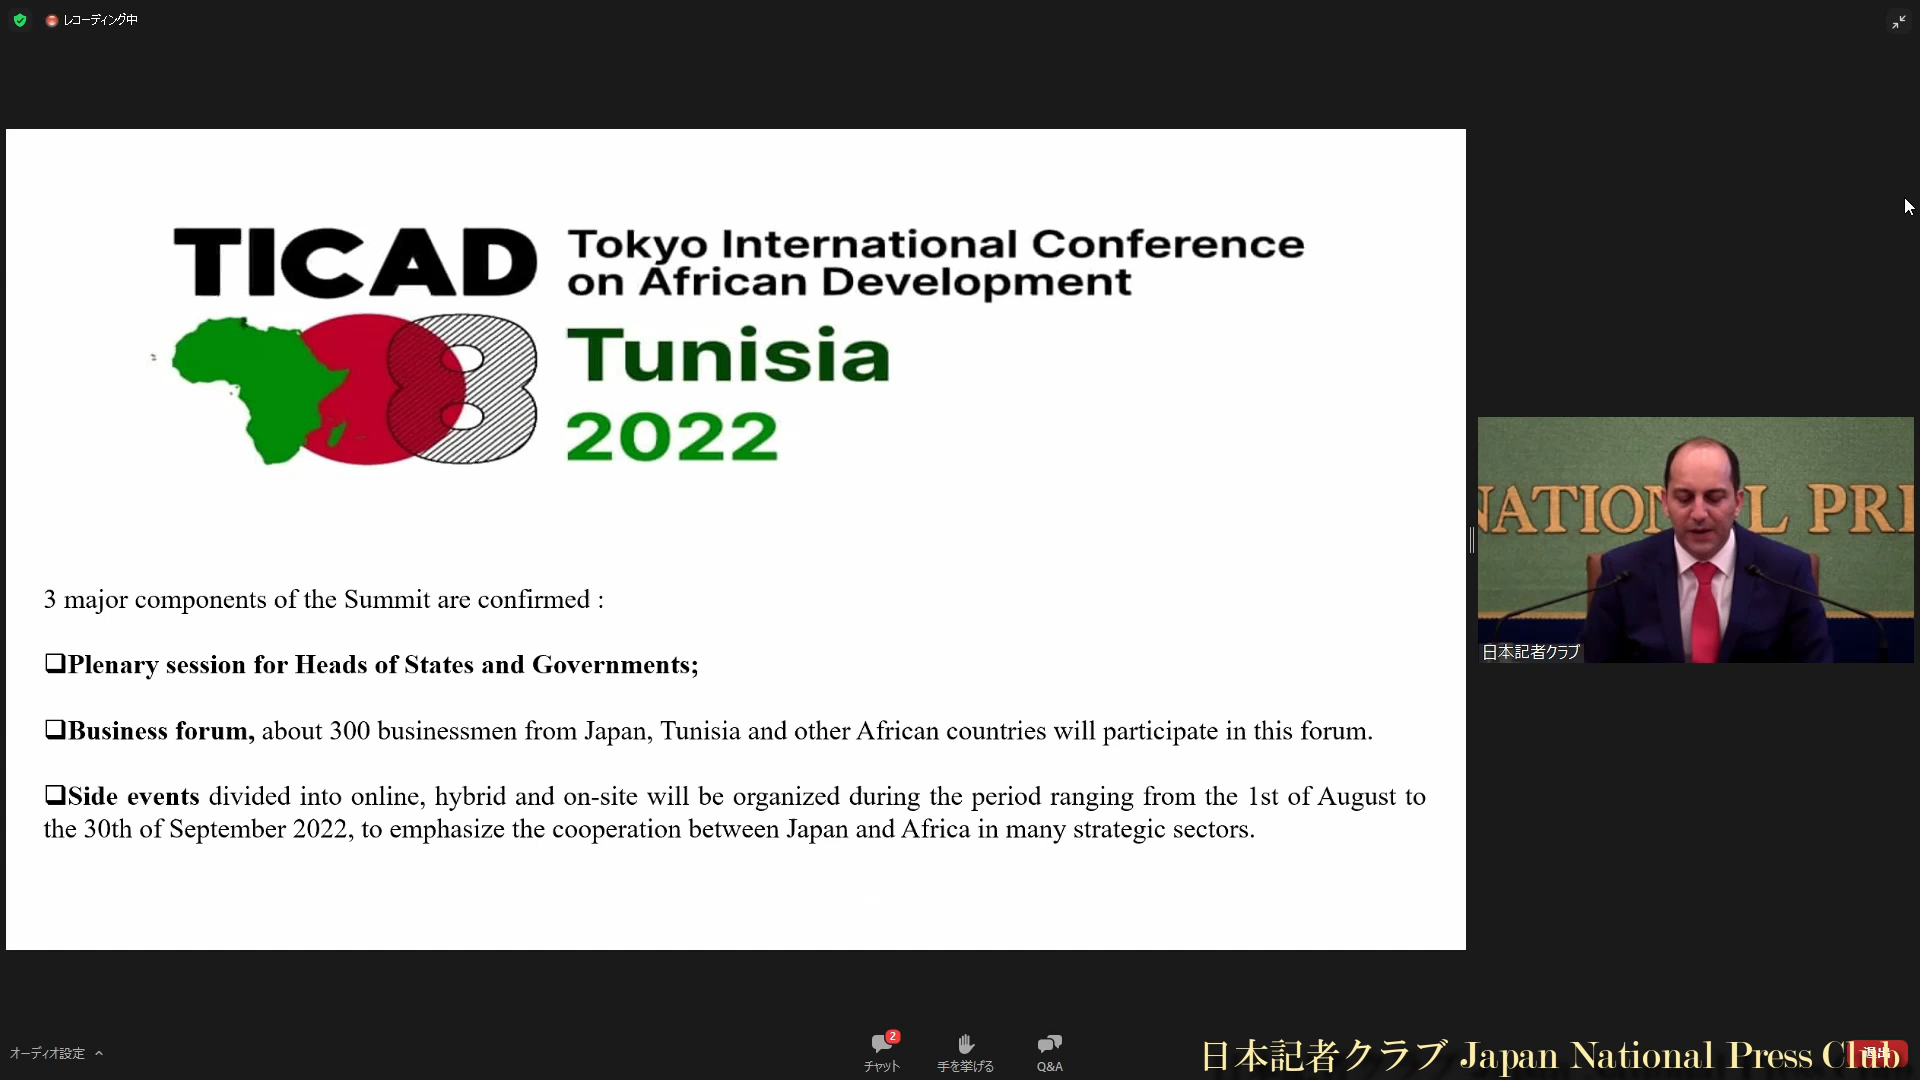 レコーディング中
TICAD
Tokyo International Conference
on African Development
8
Tunisia
2022
3 major components of the Summit are confirmed :
❑Plenary session for Heads of States and Governments;
❑Business forum, about 300 businessmen from Japan, Tunisia and other African countries will participate in this forum.
❑Side events divided into online, hybrid and on-site will be organized during the period ranging from the 1st of August to
the 30th of September 2022, to emphasize the cooperation between Japan and Africa in many strategic sectors.
NATION L PRE
日本記者クラブ
オーディオ設定
2
チャット
手を挙げる
Q&A
日本記者クラブ Japan National Press Club
退出